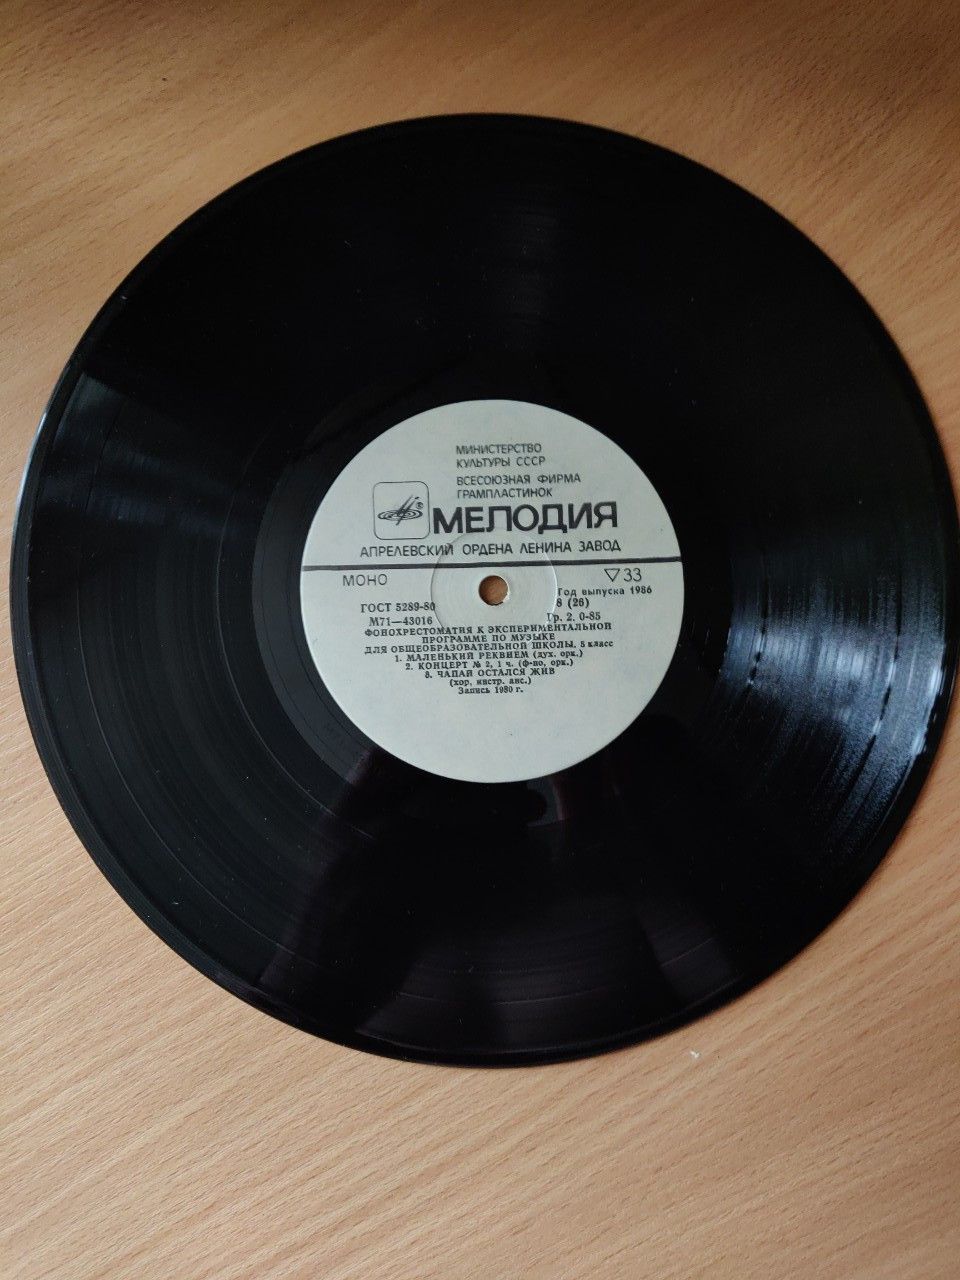 МИНИСТЕРСТВО
КУЛЬТУРЫ СССР
ВСЕСОЮЗНАЯ ФИРМА
ГРАМПЛАСТИНОК
МЕЛОДИЯ
АПРЕЛЕВСКИЙ ОРДЕНА ЛЕНИНА ЗАВОД
МОНО
▽33
Год выпуска 1986
ГОСТ 5289-80
8 (26)
М71—43016
Гр. 2, 0-85
ФОНОХРЕСТОМАТИЯ К ЭКСПЕРИМЕНТАЛЬНОЙ
ПРОГРАММЕ ПО МУЗЫКЕ
ДЛЯ ОБЩЕОБРАЗОВАТЕЛЬНОЙ ШКОЛЫ. 5 класс
1. МАЛЕНЬКИЙ РЕКВИЕМ (дух. орк.)
2. КОНЦЕРТ № 2, 1 ч. (ф-но, орк.)
3. ЧАПАЙ ОСТАЛСЯ ЖИВ
(хор, инстр. анс.)
Запись 1980 г.